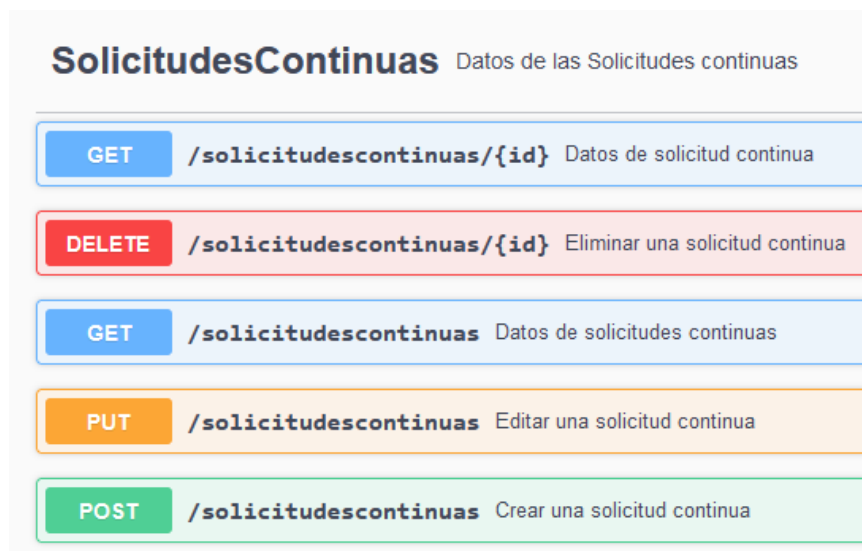 SolicitudesContinuas Datos de las Solicitudes continuas
GET /solicitudescontinuas/{id} Datos de solicitud continua
DELETE /solicitudescontinuas/{id} Eliminar una solicitud continua
GET /solicitudescontinuas Datos de solicitudes continuas
PUT /solicitudescontinuas Editar una solicitud continua
POST /solicitudescontinuas Crear una solicitud continua